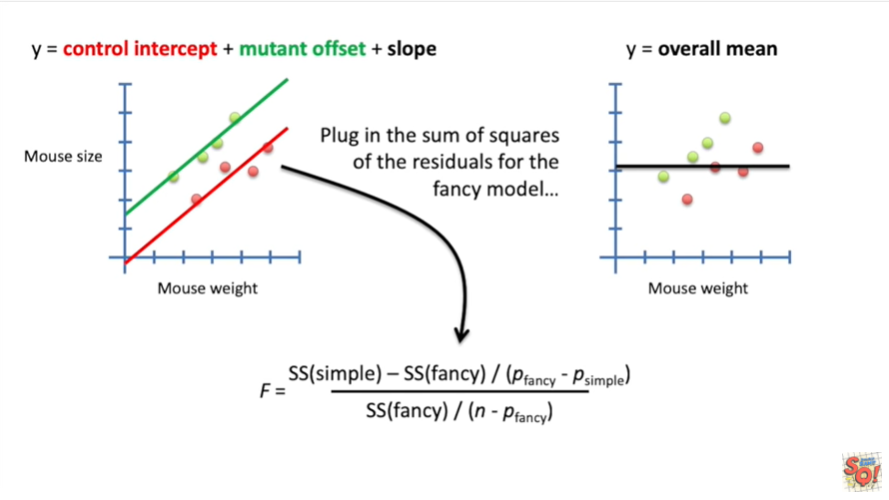 y = control intercept + mutant offset + slope
y = overall mean
Mouse size
Plug in the sum of squares
of the residuals for the
fancy model...
Mouse weight
Mouse weight
F =
SS(simple) – SS(fancy) / (pfancy - psimple)
SS(fancy) / (n - pfancy)
SQ!